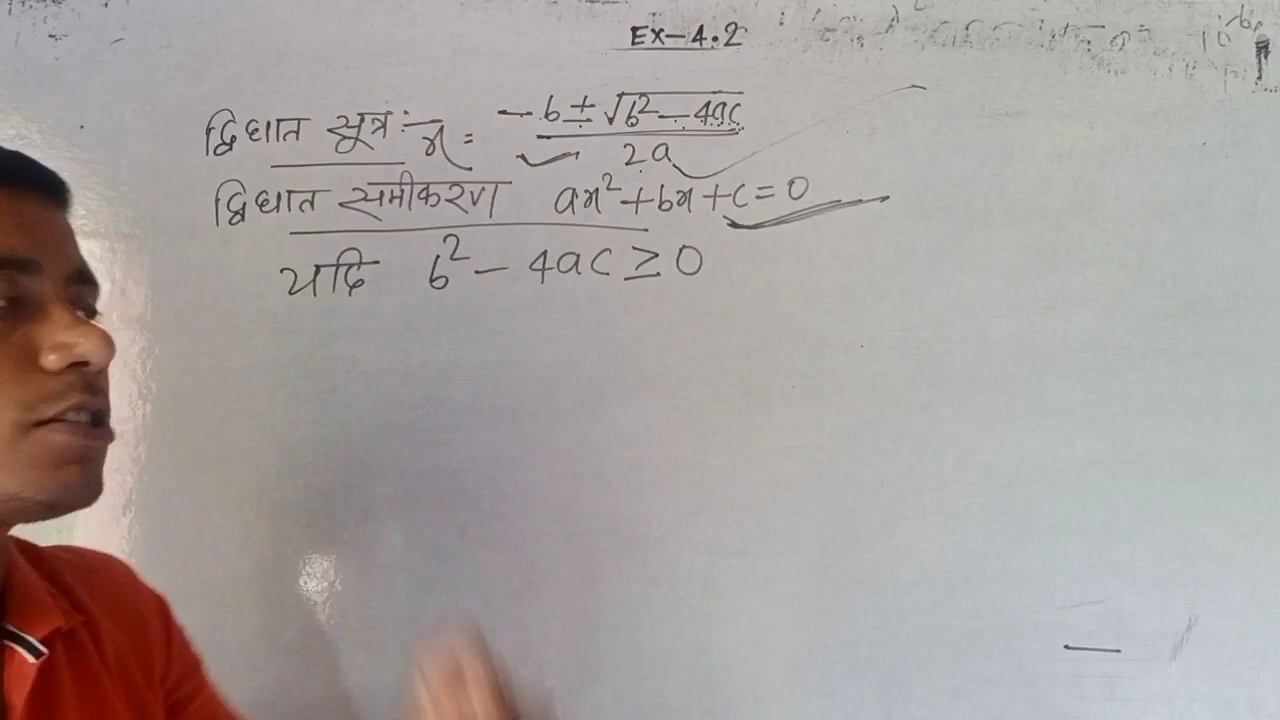 Ex-4.2
द्विघात सूत्र:- x = -b ± √b² - 4ac / 2a
द्विघात समीकरण ax² + bx + c = 0
यदि b² - 4ac ≥ 0